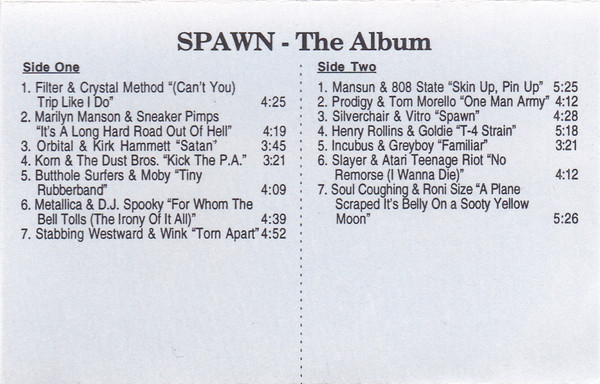 SPAWN - The Album
Side One
1. Filter & Crystal Method "(Can't You)
Trip Like I Do" 4:25
2. Marilyn Manson & Sneaker Pimps
"It's A Long Hard Road Out Of Hell" 4:19
3. Orbital & Kirk Hammett "Satan" 3:45
4. Korn & The Dust Bros. "Kick The P.A." 3:21
5. Butthole Surfers & Moby "Tiny
Rubberband" 4:09
6. Metallica & D.J. Spooky "For Whom The
Bell Tolls (The Irony Of It All)" 4:39
7. Stabbing Westward & Wink "Torn Apart" 4:52
Side Two
1. Mansun & 808 State "Skin Up, Pin Up" 5:25
2. Prodigy & Tom Morello "One Man Army" 4:12
3. Silverchair & Vitro "Spawn" 4:28
4. Henry Rollins & Goldie "T-4 Strain" 5:18
5. Incubus & Greyboy "Familiar" 3:21
6. Slayer & Atari Teenage Riot "No
Remorse (I Wanna Die)" 4:12
7. Soul Coughing & Roni Size "A Plane
Scraped It's Belly On a Sooty Yellow
Moon" 5:26